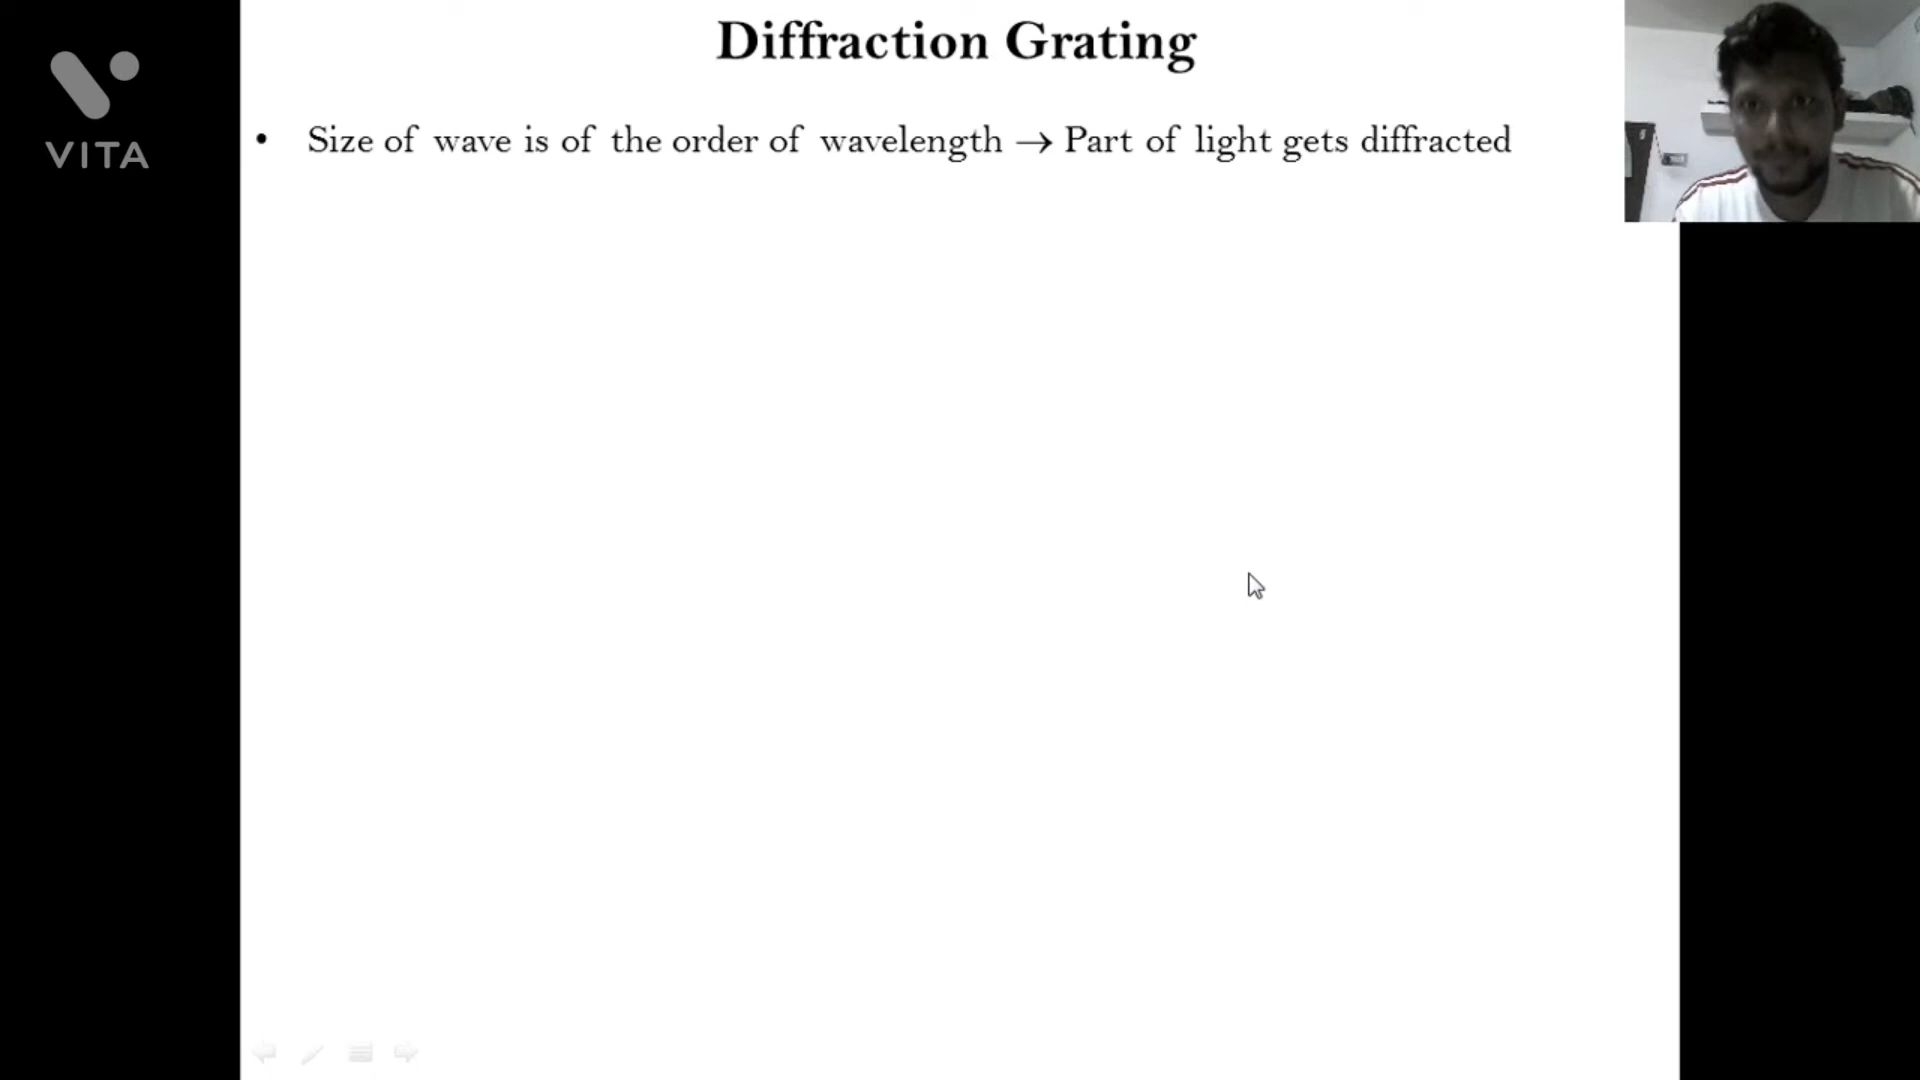 Diffraction Grating
VITA
• Size of wave is of the order of wavelength → Part of light gets diffracted